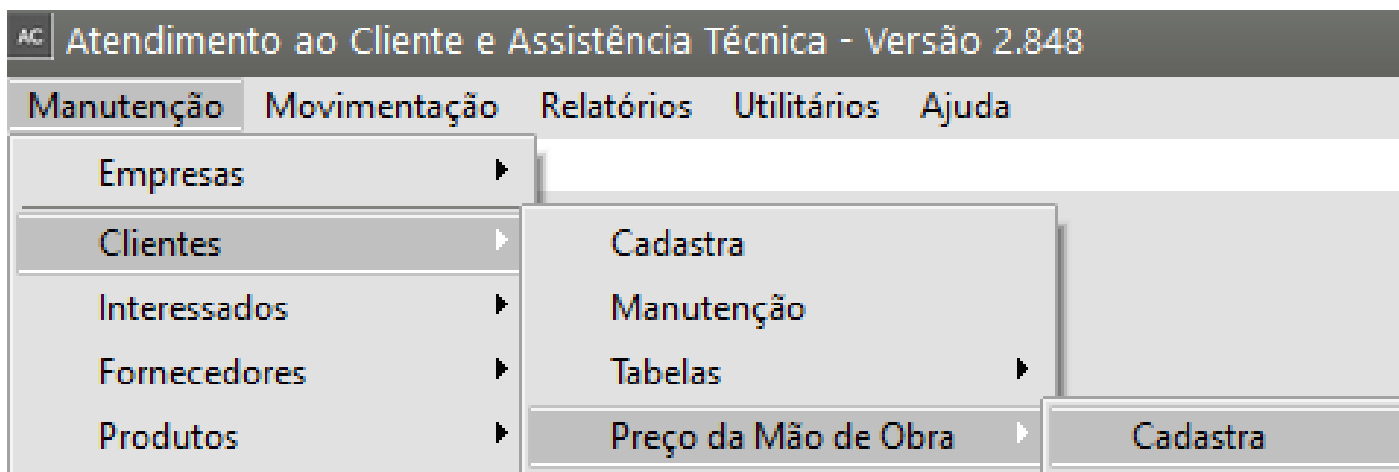 AC Atendimento ao Cliente e Assistência Técnica - Versão 2.848
Manutenção Movimentação Relatórios Utilitários Ajuda
Empresas
Clientes Cadastra
Interessados Manutenção
Fornecedores Tabelas
Produtos Preço da Mão de Obra Cadastra